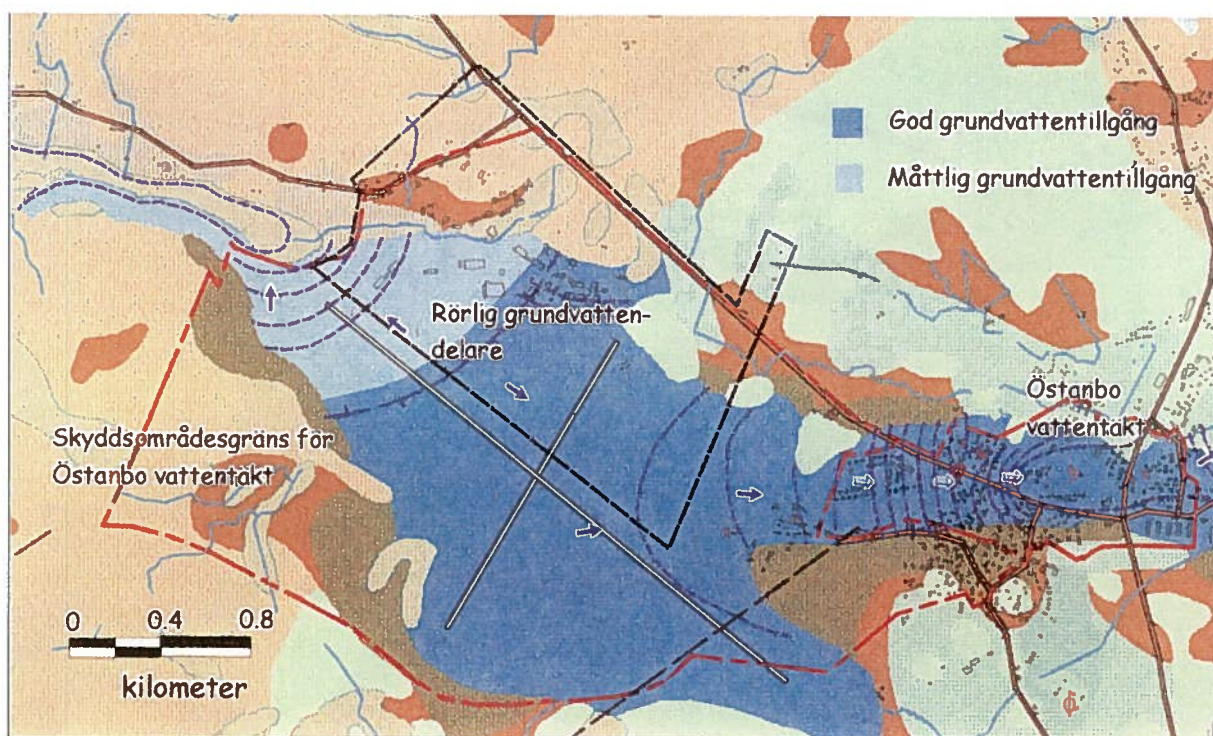 God grundvattentillgång
Måttlig grundvattentillgång
Rörlig grundvatten-
delare
Östanbo
vattentäkt
Skyddsområdesgräns för
Östanbo vattentäkt
0 0.4 0.8
kilometer